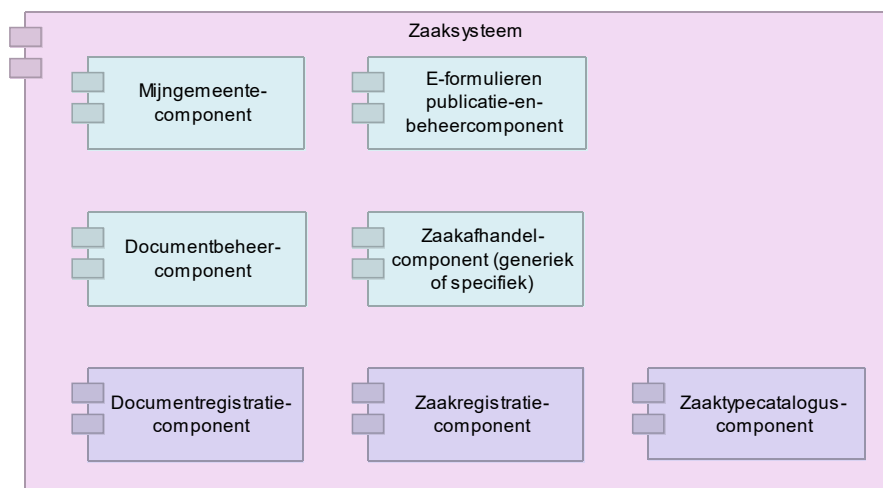 Zaaksysteem
Mijngemeente-
component
E-formulieren
publicatie-en-
beheercomponent
Documentbeheer-
component
Zaakafhandel-
component (generiek
of specifiek)
Documentregistratie-
component
Zaakregistratie-
component
Zaaktypecatalogus-
component